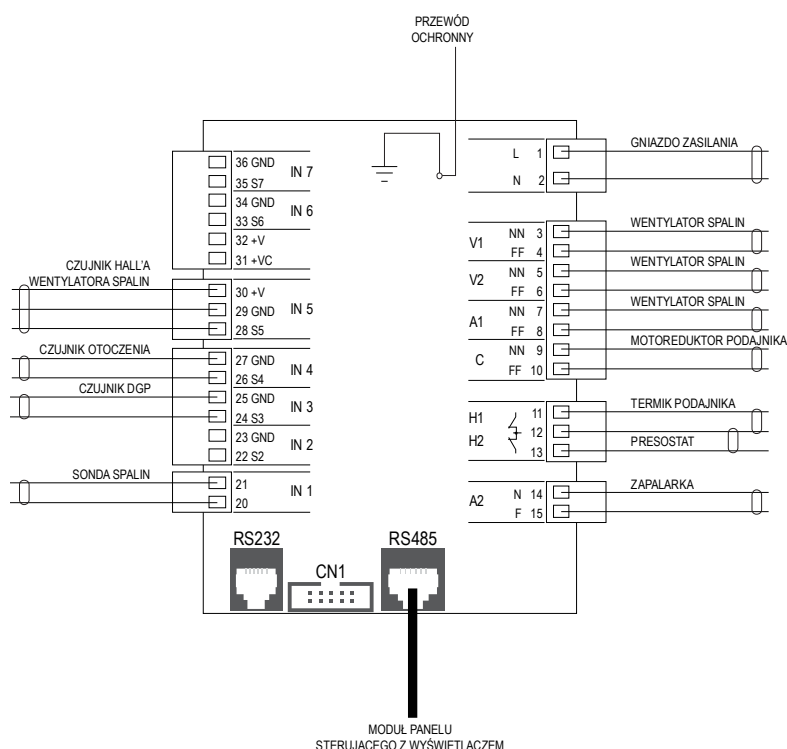 PRZEWÓD
OCHRONNY
36 GND
35 S7
IN 7
34 GND
33 S6
IN 6
32 +V
31 +VC
CZUJNIK HALL'A
WENTYLATORA SPALIN
30 +V
29 GND
28 S5
IN 5
CZUJNIK OTOCZENIA
27 GND
26 S4
IN 4
CZUJNIK DGP
25 GND
24 S3
IN 3
23 GND
22 S2
IN 2
SONDA SPALIN
21
20
IN 1
L 1
GNIAZDO ZASILANIA
N 2
V1
NN 3
FF 4
WENTYLATOR SPALIN
V2
NN 5
FF 6
WENTYLATOR SPALIN
A1
NN 7
FF 8
WENTYLATOR SPALIN
C
NN 9
FF 10
MOTOREDUKTOR PODAJNIKA
H1
11
TERMIK PODAJNIKA
H2
12
13
PRESOSTAT
A2
N 14
F 15
ZAPALARKA
RS232
CN1
RS485
MODUŁ PANELU
STERUJĄCEGO Z WYŚWIETLACZEM